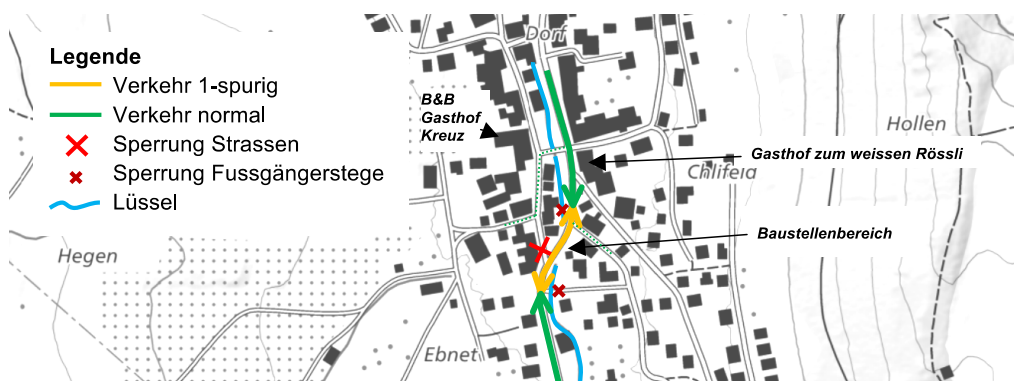 Legende
Verkehr 1-spurig
Verkehr normal
Sperrung Strassen
Sperrung Fussgängerstege
Lüssel
Dorf
B&B
Gasthof
Kreuz
Hollen
Gasthof zum weissen Rössli
Chlifeld
Baustellenbereich
Hegen
Ebnet